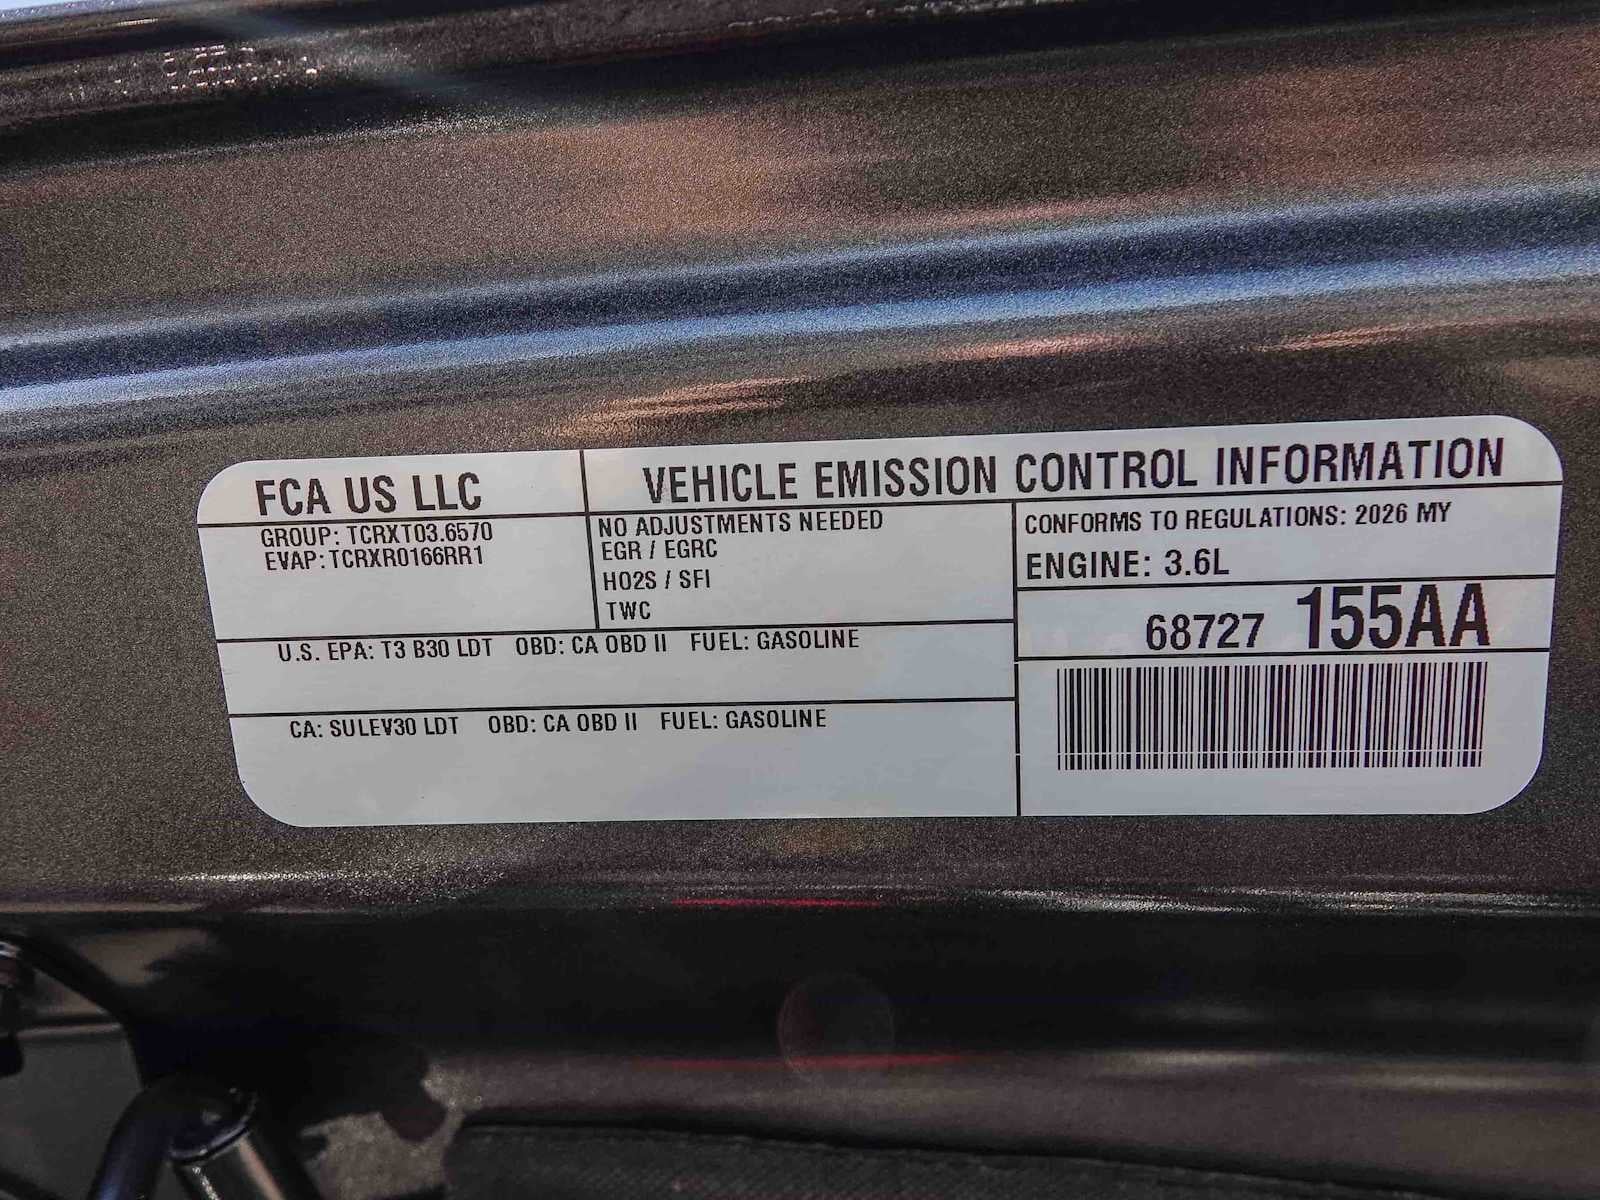 FCA US LLC
VEHICLE EMISSION CONTROL INFORMATION
GROUP: TCRXT03.6570
EVAP: TCRXR0166RR1
NO ADJUSTMENTS NEEDED
EGR / EGRC
HO2S / SFI
TWC
CONFORMS TO REGULATIONS: 2026 MY
ENGINE: 3.6L
68727 155AA
U.S. EPA: T3 B30 LDT OBD: CA OBD II FUEL: GASOLINE
CA: SULEV30 LDT OBD: CA OBD II FUEL: GASOLINE